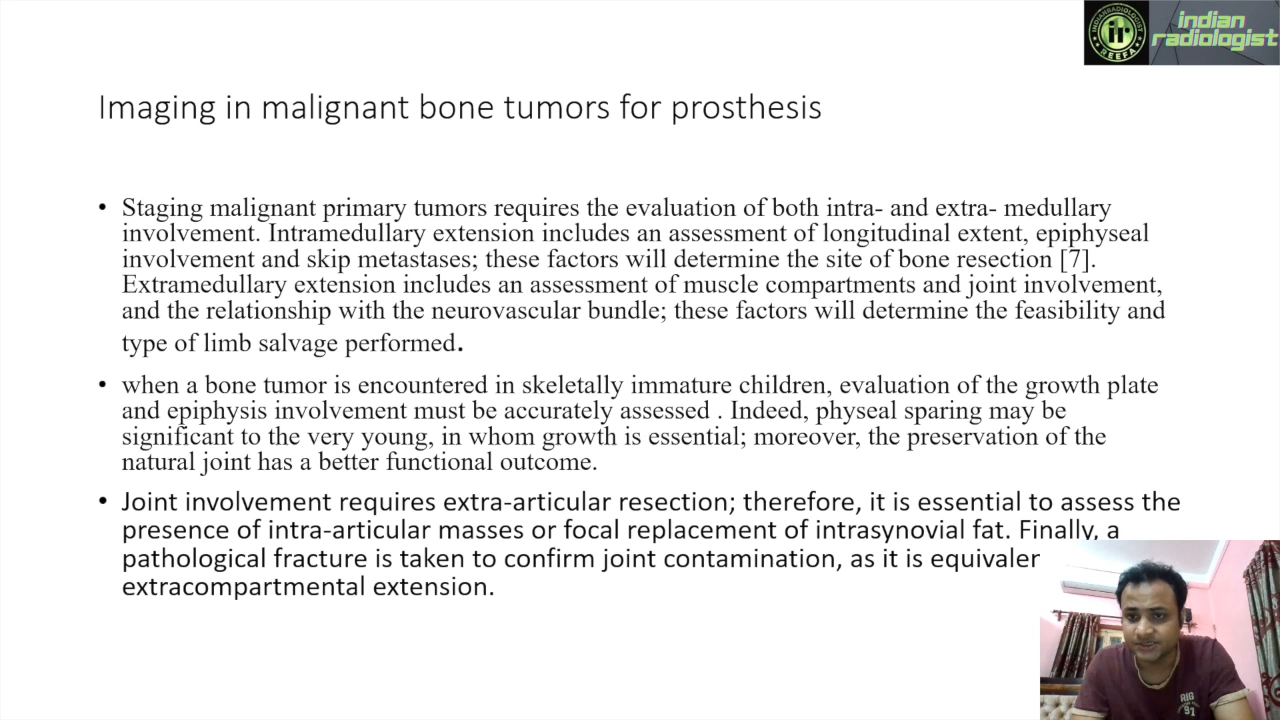 indian
radiologist
INDIANRADIOLOGIST
ir
REEFA
Imaging in malignant bone tumors for prosthesis
• Staging malignant primary tumors requires the evaluation of both intra- and extra- medullary
involvement. Intramedullary extension includes an assessment of longitudinal extent, epiphyseal
involvement and skip metastases; these factors will determine the site of bone resection [7].
Extramedullary extension includes an assessment of muscle compartments and joint involvement,
and the relationship with the neurovascular bundle; these factors will determine the feasibility and
type of limb salvage performed.
• when a bone tumor is encountered in skeletally immature children, evaluation of the growth plate
and epiphysis involvement must be accurately assessed . Indeed, physeal sparing may be
significant to the very young, in whom growth is essential; moreover, the preservation of the
natural joint has a better functional outcome.
• Joint involvement requires extra-articular resection; therefore, it is essential to assess the
presence of intra-articular masses or focal replacement of intrasynovial fat. Finally, a
pathological fracture is taken to confirm joint contamination, as it is
extracompartmental extension.
91